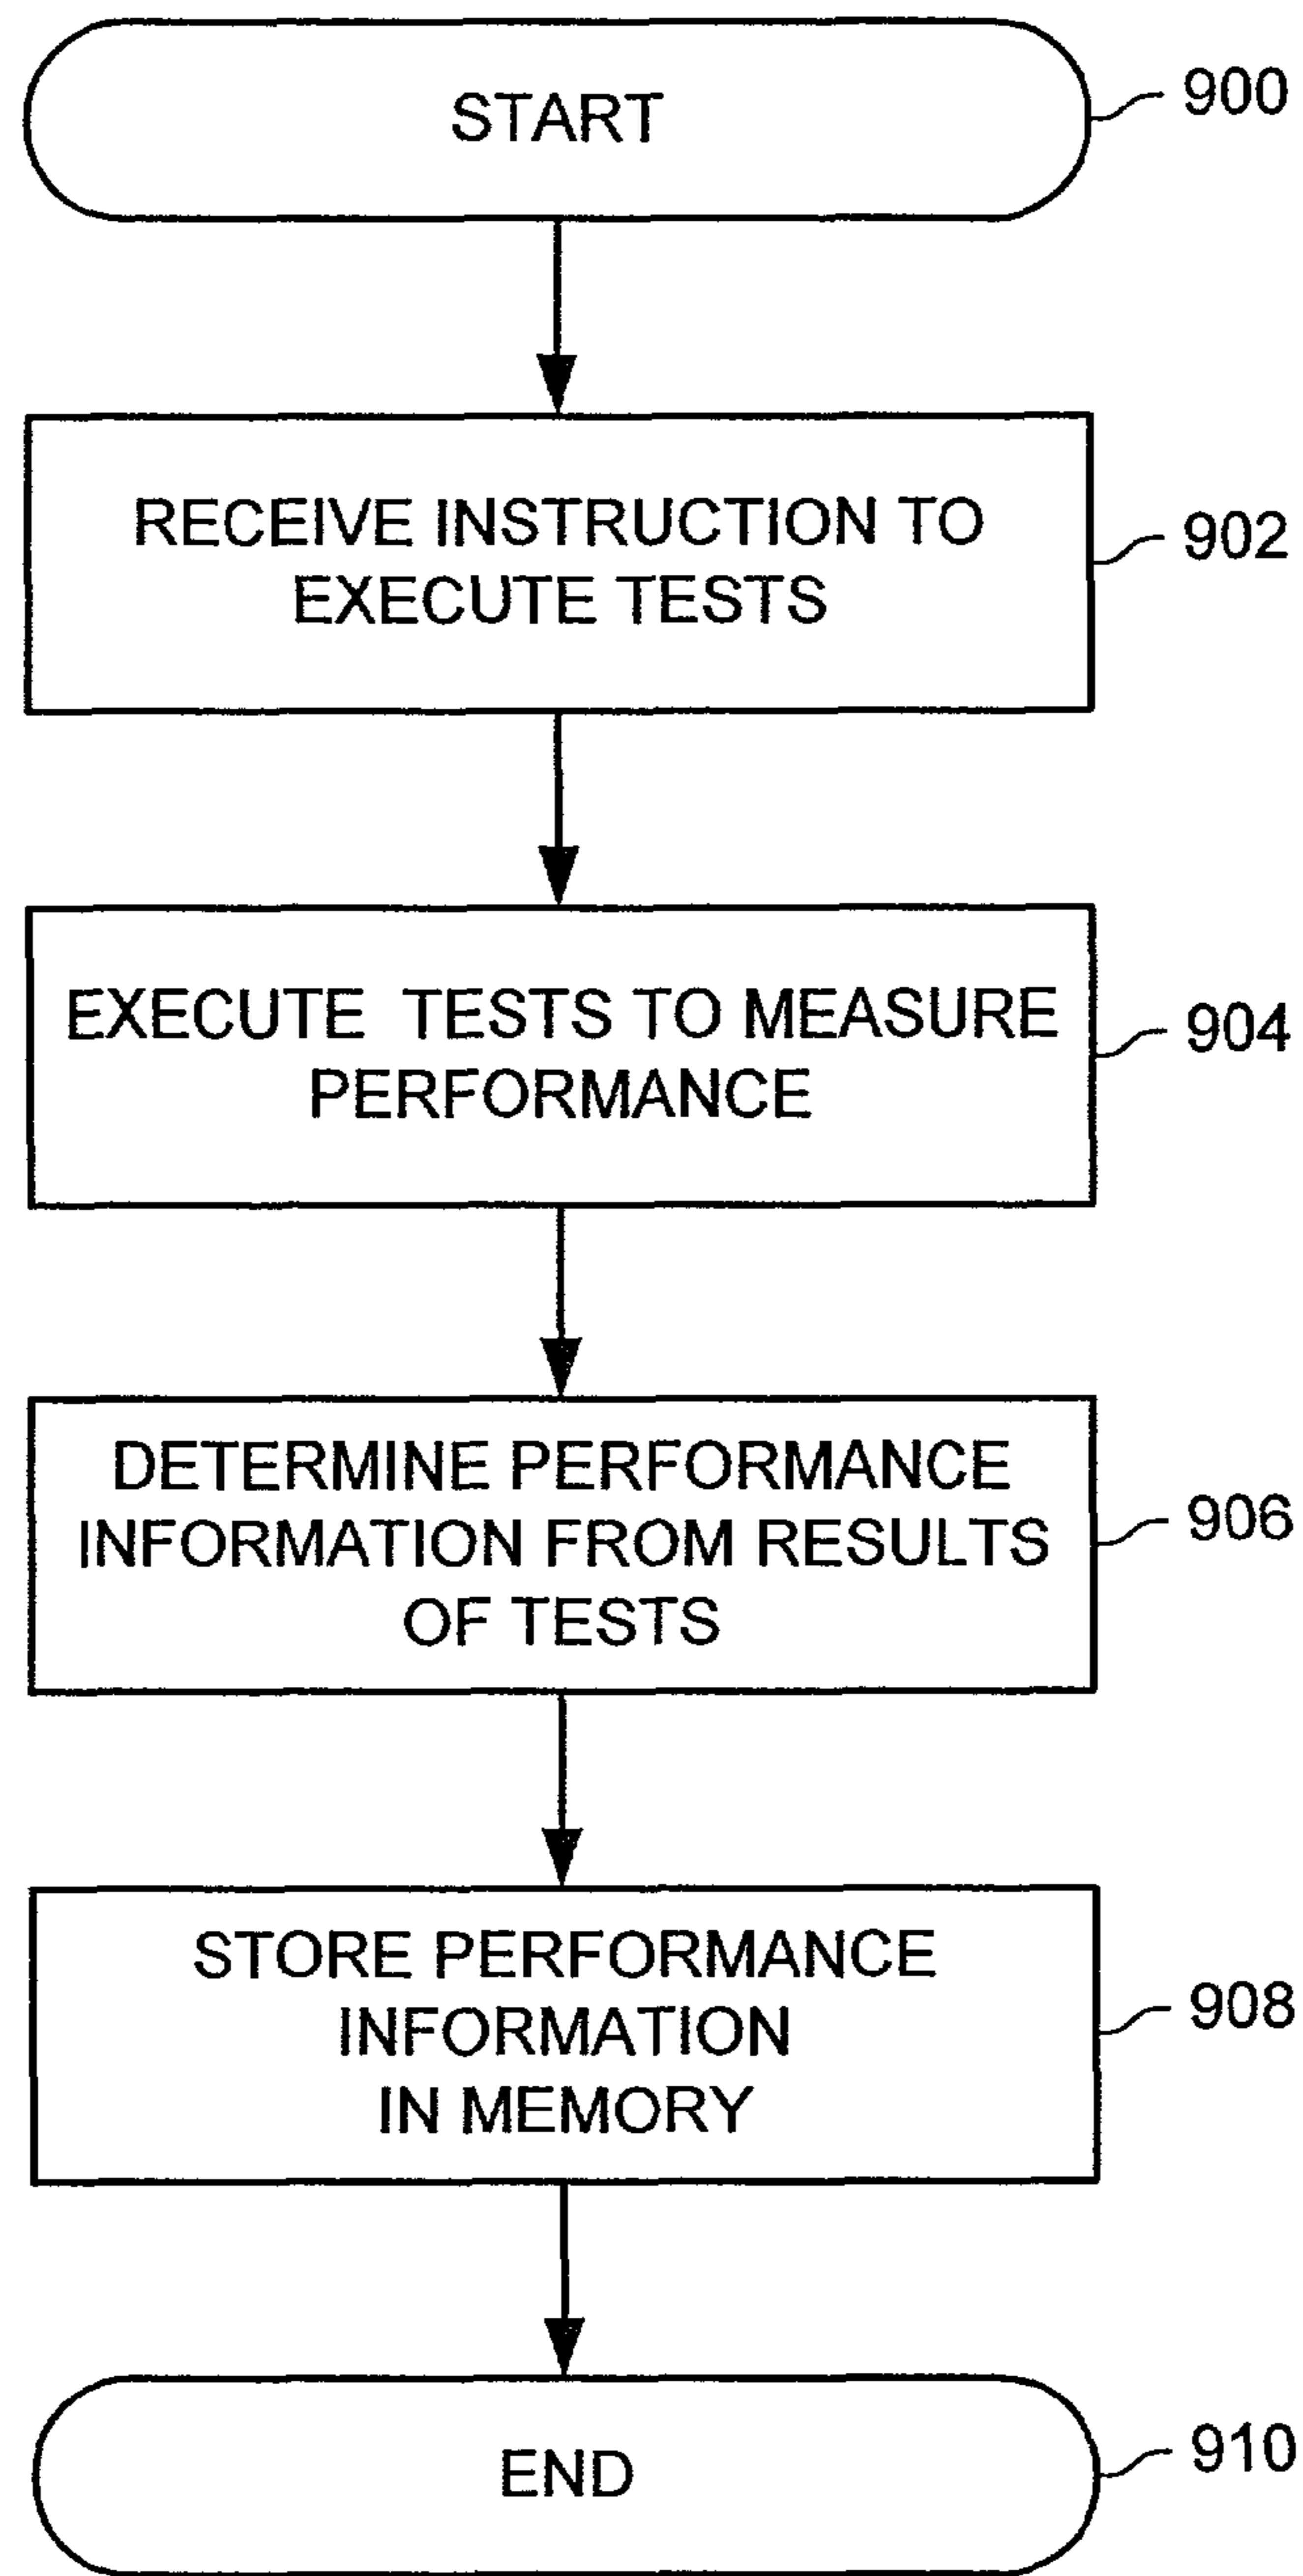 START
900
RECEIVE INSTRUCTION TO
EXECUTE TESTS
902
EXECUTE TESTS TO MEASURE
PERFORMANCE
904
DETERMINE PERFORMANCE
INFORMATION FROM RESULTS
OF TESTS
906
STORE PERFORMANCE
INFORMATION
IN MEMORY
908
END
910